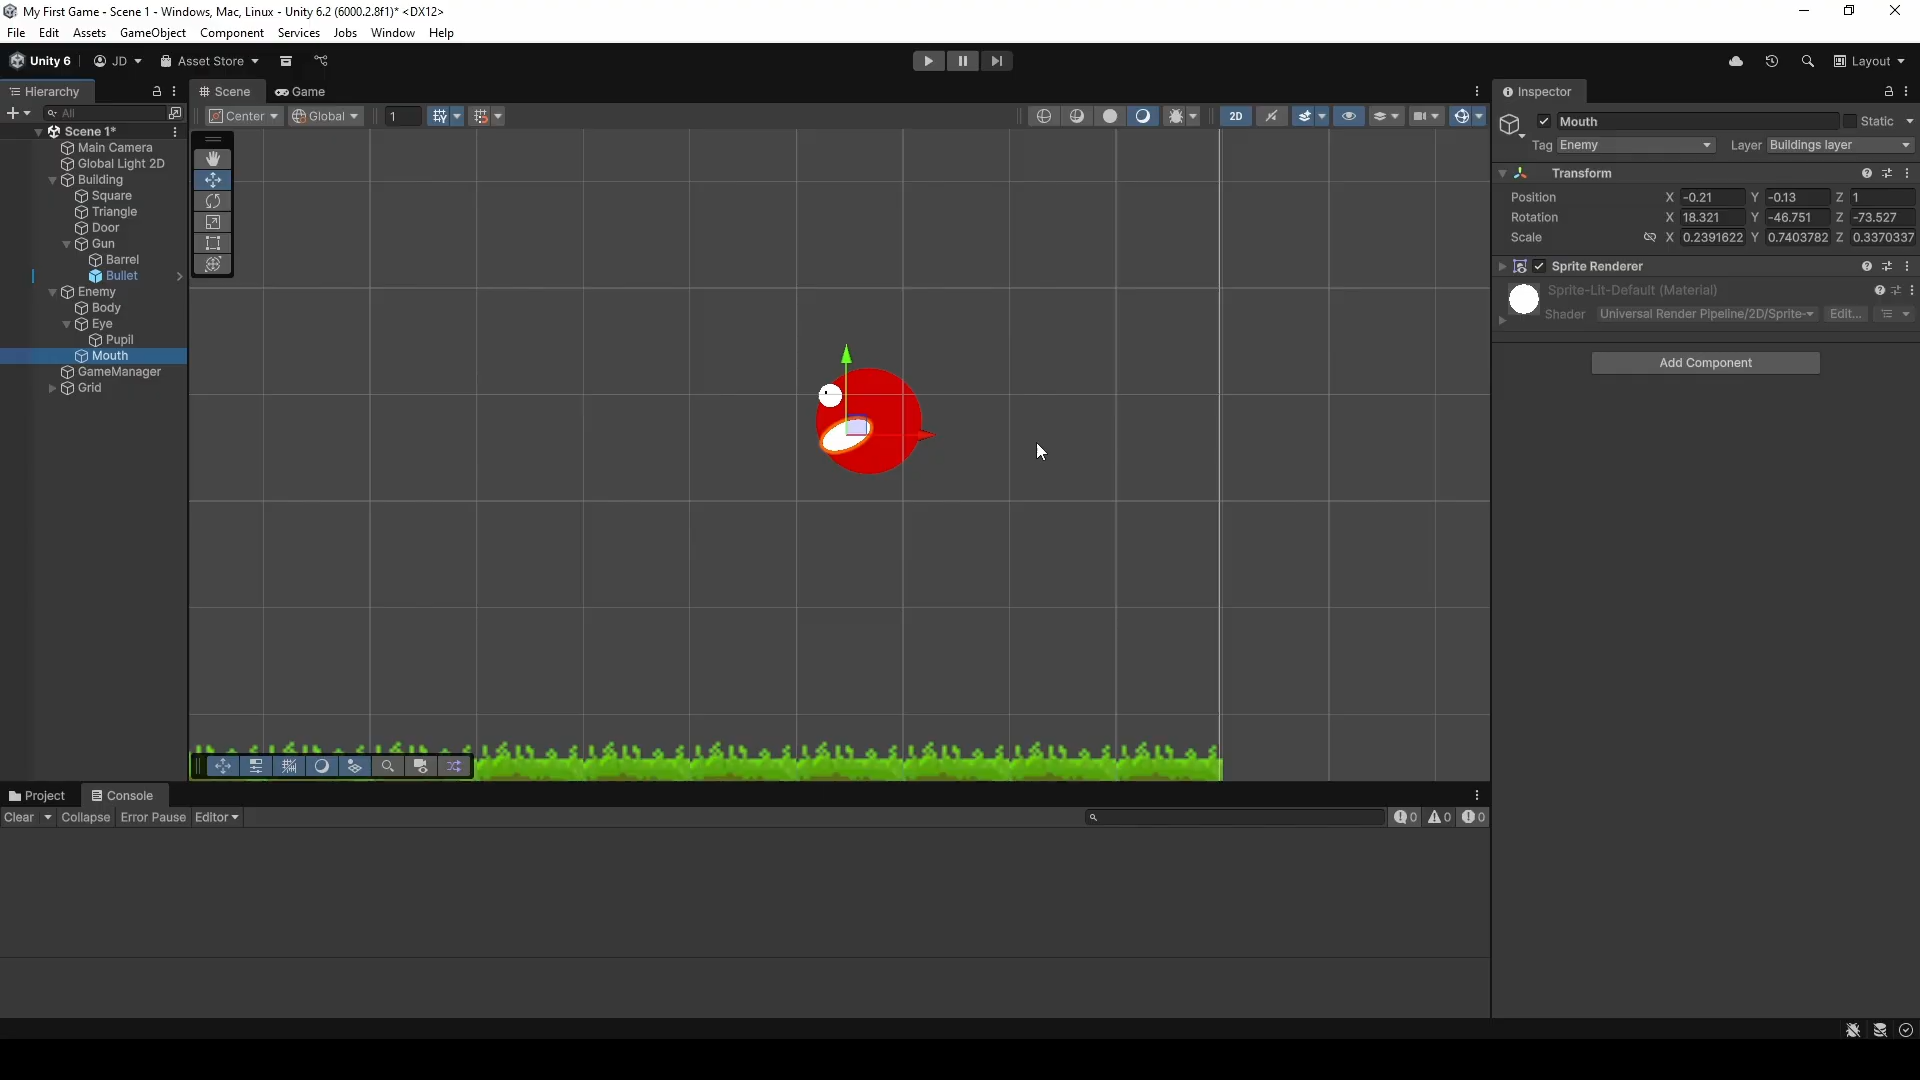 My First Game - Scene 1 - Windows, Mac, Linux - Unity 6.2 (6000.2.8f1)* <DX12>
File Edit Assets GameObject Component Services Jobs Window Help
Unity 6 JD Asset Store Layout
Hierarchy
All
Scene 1*
Main Camera
Global Light 2D
Building
Square
Triangle
Door
Gun
Barrel
Bullet
Enemy
Body
Eye
Pupil
Mouth
GameManager
Grid
Scene Game
Center Global 1 2D
Inspector
Mouth Static
Tag Enemy Layer Buildings layer
Transform
Position X -0.21 Y -0.13 Z 1
Rotation X 18.321 Y -46.751 Z -73.527
Scale X 0.2391622 Y 0.7403782 Z 0.3370337
Sprite Renderer
Sprite-Lit-Default (Material)
Shader Universal Render Pipeline/2D/Sprite- Edit...
Add Component
Project Console
Clear Collapse Error Pause Editor 0 0 0